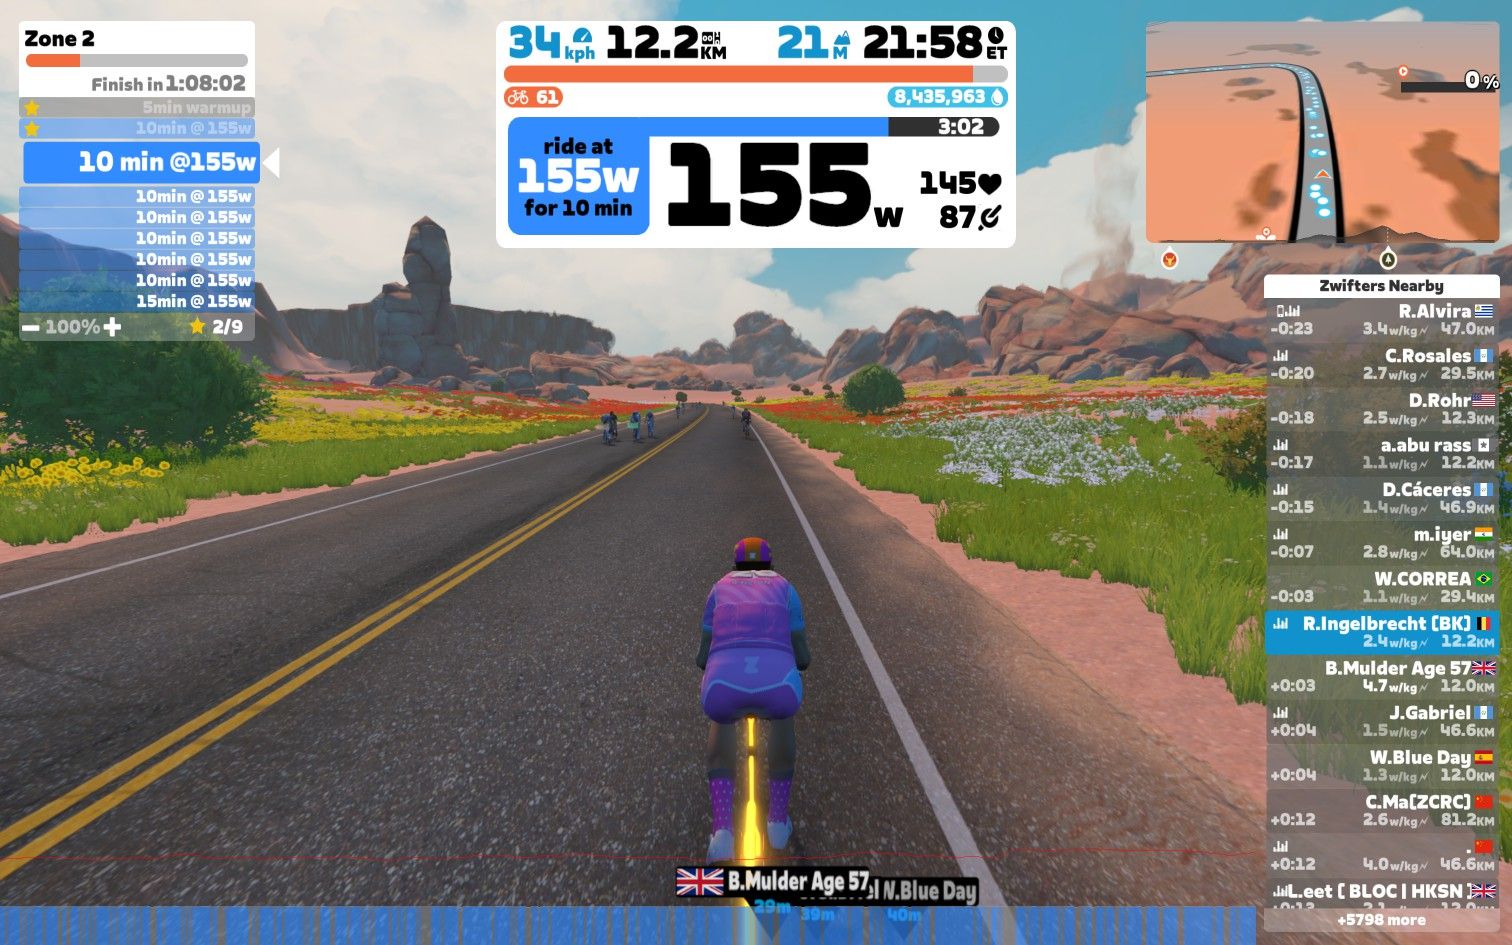 Zone 2
Finish in 1:08:02
5min warmup
10min @ 155w
10 min @155w
10min @ 155w
10min @ 155w
10min @ 155w
10min @ 155w
10min @ 155w
15min @ 155w
100%
2/9
34 kph 12.2 KM 21 M 21:58 ET
61
8,435,963
3:02
ride at
155w
for 10 min
155w
145
87
0%
Zwifters Nearby
R.Alvira
-0:23 3.4w/kg 47.0KM
C.Rosales
-0:20 2.7w/kg 29.5KM
D.Rohr
-0:18 2.5w/kg 12.3KM
a.abu rass
-0:17 1.1w/kg 12.2KM
D.Cáceres
-0:15 1.4w/kg 46.9KM
m.iyer
-0:07 2.8w/kg 64.0KM
W.CORREA
-0:03 1.1w/kg 29.4KM
R.Ingelbrecht (BK)
2.4w/kg 12.2KM
B.Mulder Age 57
+0:03 4.7w/kg 12.0KM
J.Gabriel
+0:04 1.5w/kg 46.6KM
W.Blue Day
+0:04 1.3w/kg 12.0KM
C.Ma[ZCRC]
+0:12 2.6w/kg 81.2KM
.
+0:12 4.0w/kg 46.6KM
L.eet [ BLOC | HKSN ]
+5798 more
B.Mulder Age 57
W.Blue Day
29m
39m
40m